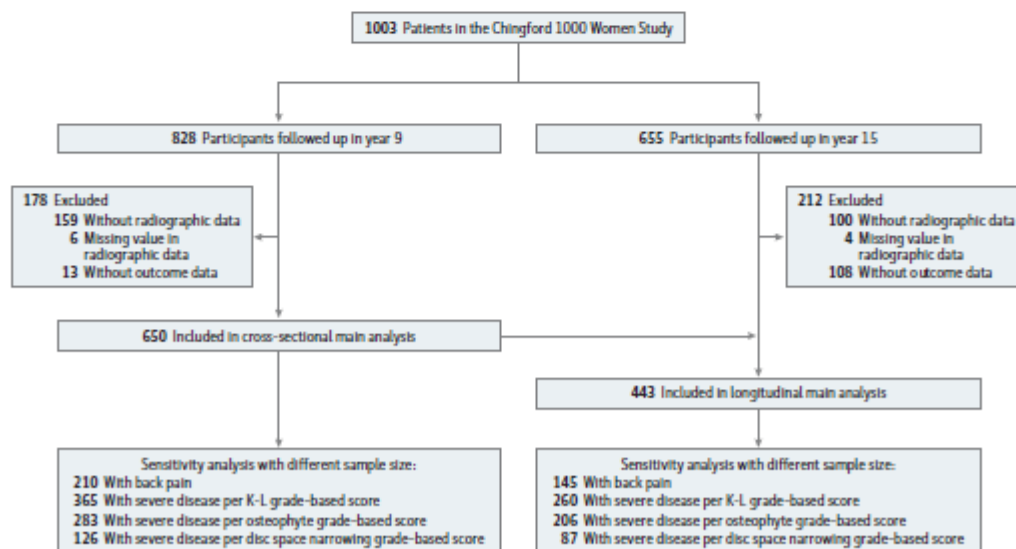 1003 Patients in the Chingford 1000 Women Study
828 Participants followed up in year 9
655 Participants followed up in year 15
178 Excluded
159 Without radiographic data
6 Missing value in
radiographic data
13 Without outcome data
212 Excluded
100 Without radiographic data
4 Missing value in
radiographic data
108 Without outcome data
650 Included in cross-sectional main analysis
443 Included in longitudinal main analysis
Sensitivity analysis with different sample size:
210 With back pain
365 With severe disease per K-L grade-based score
283 With severe disease per osteophyte grade-based score
126 With severe disease per disc space narrowing grade-based score
Sensitivity analysis with different sample size:
145 With back pain
260 With severe disease per K-L grade-based score
206 With severe disease per osteophyte grade-based score
87 With severe disease per disc space narrowing grade-based score